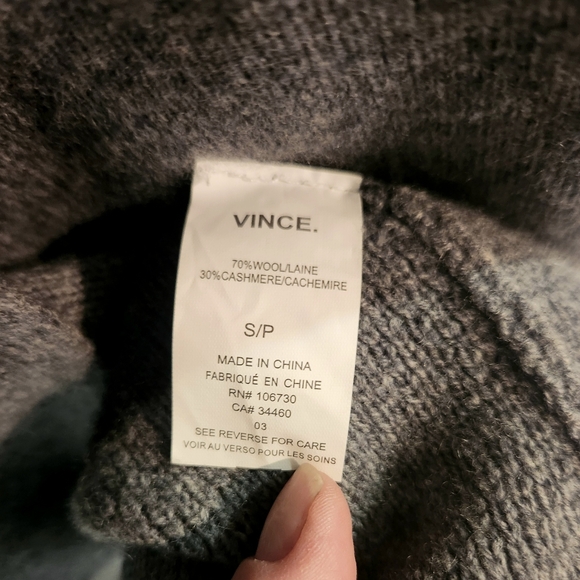 VINCE.
70%WOOL/LAINE
30%CASHMERE/CACHEMIRE
S/P
MADE IN CHINA
FABRIQUÉ EN CHINE
RN# 106730
CA# 34460
03
SEE REVERSE FOR CARE
VOIR AU VERSO POUR LES SOINS